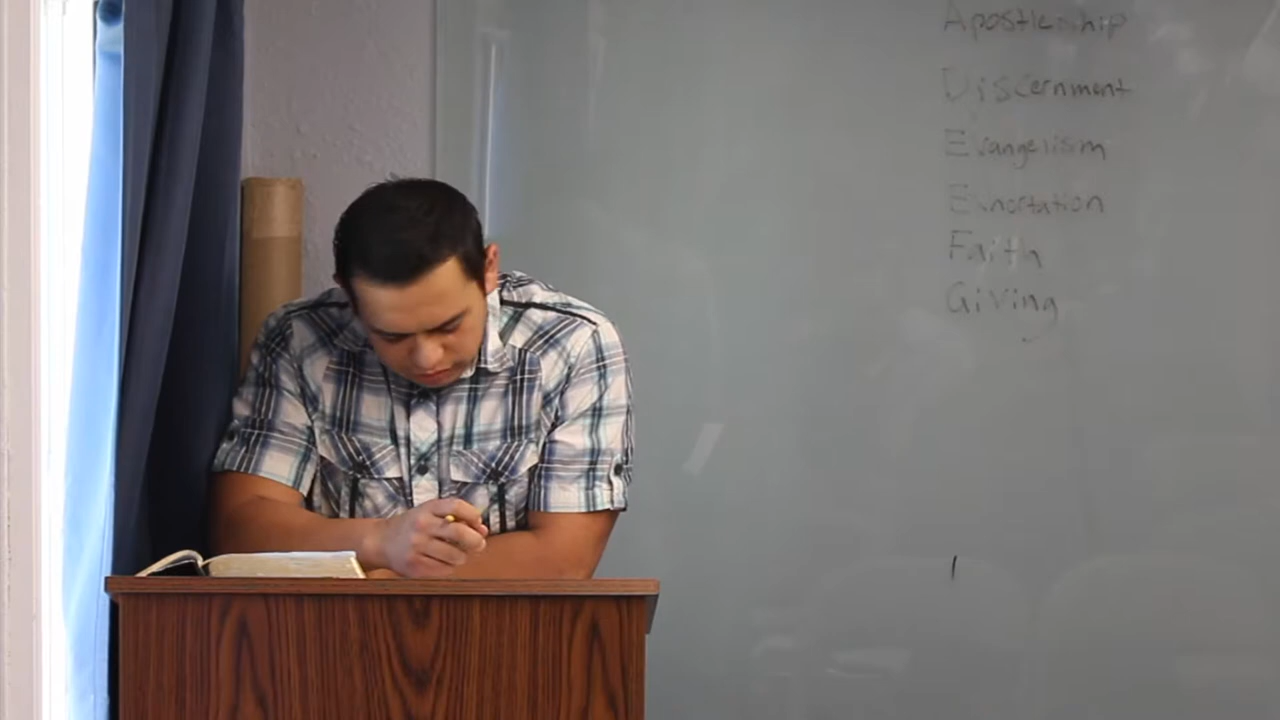 Apostleship
Discernment
Evangelism
Exhortation
Faith
Giving